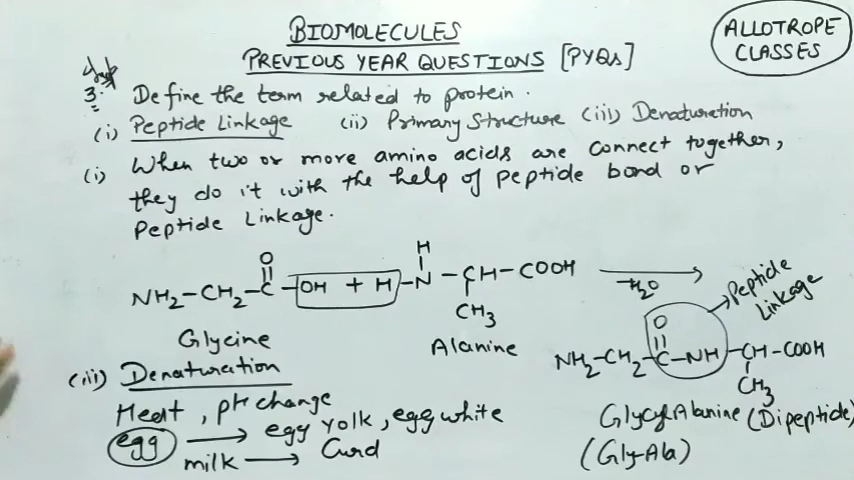 BIOMOLECULES
PREVIOUS YEAR QUESTIONS [PYQs]
ALLOTROPE
CLASSES
3. Define the term related to protein.
(i) Peptide Linkage (ii) Primary Structure (iii) Denaturation
(i) When two or more amino acids are connect together,
they do it with the help of peptide bond or
Peptide Linkage.
O H
NH2-CH2-C-OH + H-N-CH-COOH
CH3
-H2O
Glycine Alanine
Peptide
Linkage
O
NH2-CH2-C-NH-CH-COOH
CH3
GlycylAlanine (Dipeptide)
(Gly-Ala)
(iii) Denaturation
Heat, pH change
egg → egg yolk, egg white
milk → Curd